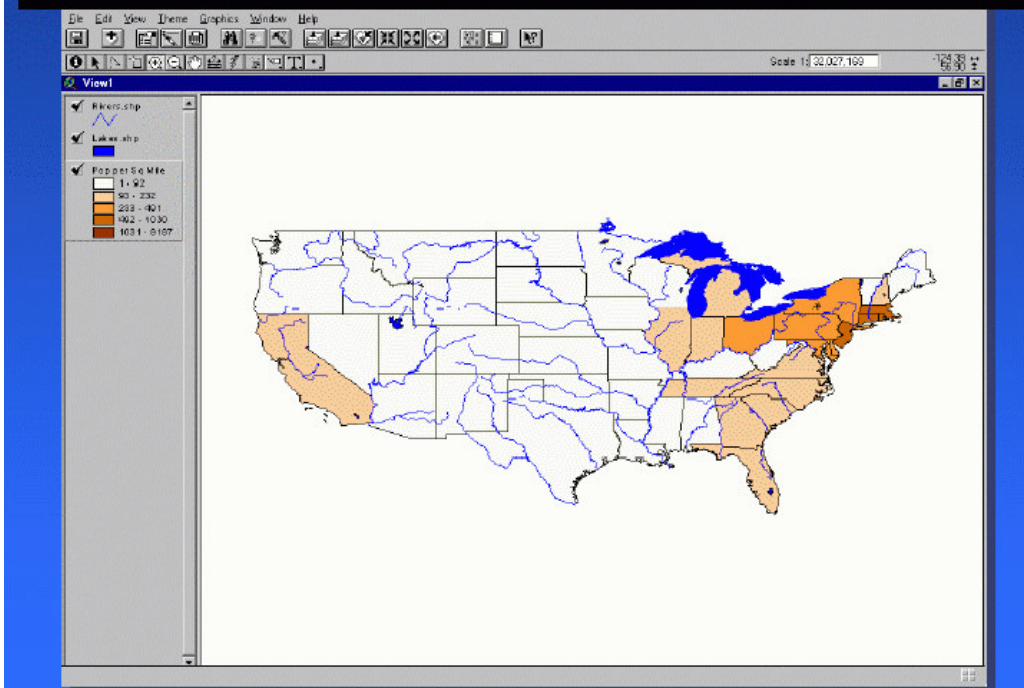 File Edit View Theme Graphics Window Help
Scale 1: 32,027,169
View1
Rivers.shp
Lakes.shp
Pop per Sq Mile
1 - 92
93 - 232
233 - 491
492 - 1030
1031 - 9187